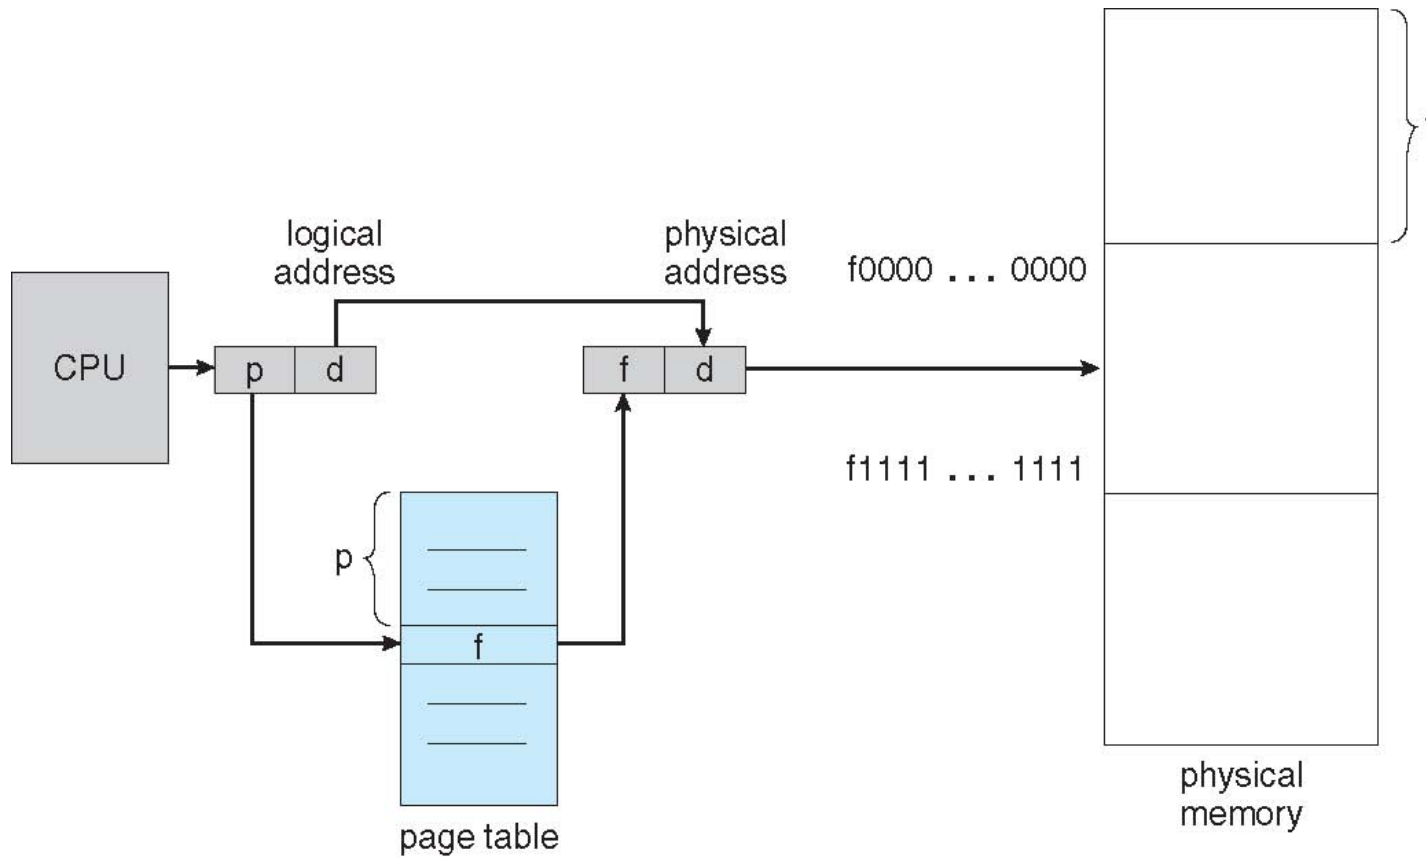 logical
address
physical
address
f0000 ... 0000
CPU
p
d
f
d
f1111 ... 1111
p
f
page table
physical
memory